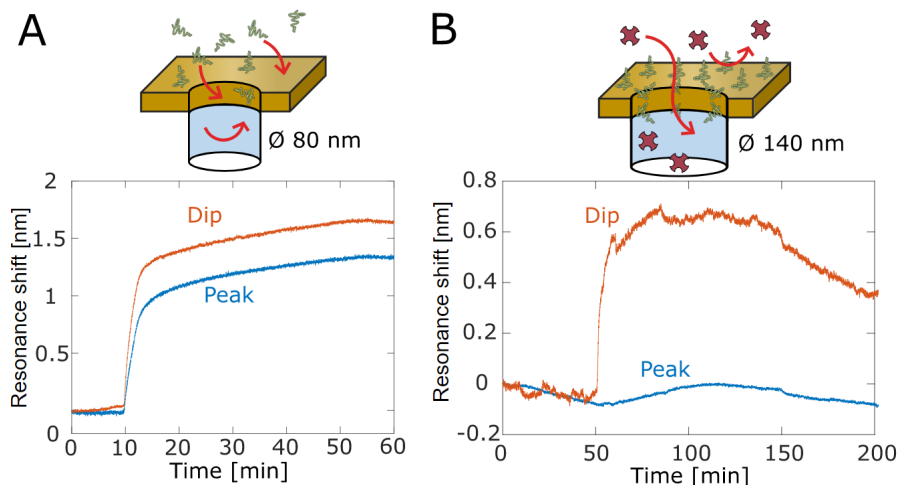 A
Ø 80 nm
2
1.5
1
0.5
0
Resonance shift [nm]
Dip
Peak
0
10
20
30
40
50
60
Time [min]
B
Ø 140 nm
0.8
0.6
0.4
0.2
0
-0.2
Resonance shift [nm]
Dip
Peak
0
50
100
150
200
Time [min]